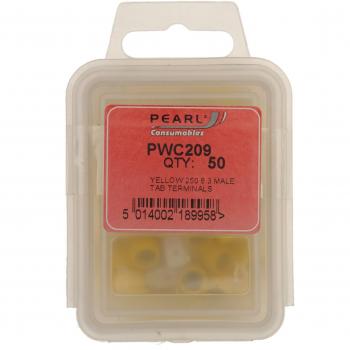 PEARL
Consumables
PWC209
QTY: 50
YELLOW 250 6.3 MALE
TAB TERMINALS
5 014002 189958 >